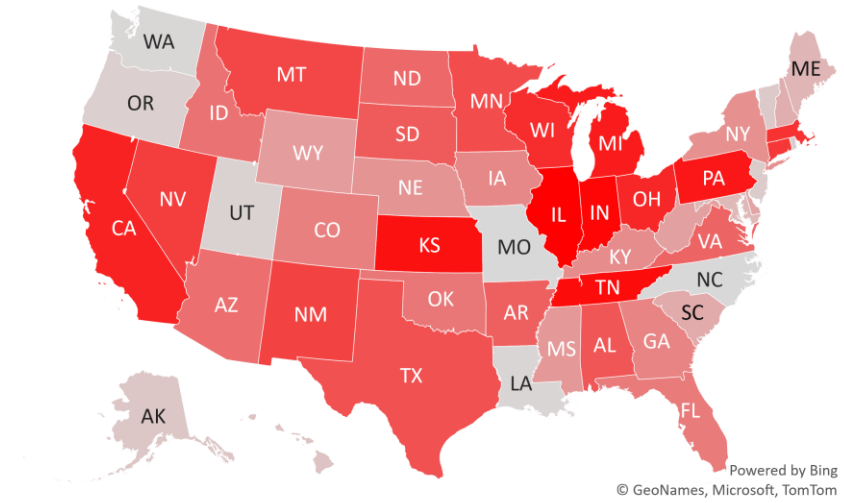 WA
ME
MT
ND
OR
MN
ID
WI
SD
MI
NY
WY
IA
PA
NE
NV
OH
UT
IL
IN
CO
CA
VA
KS
MO
KY
NC
TN
OK
AZ
NM
AR
SC
MS
AL
GA
TX
LA
FL
AK
Powered by Bing
© GeoNames, Microsoft, TomTom